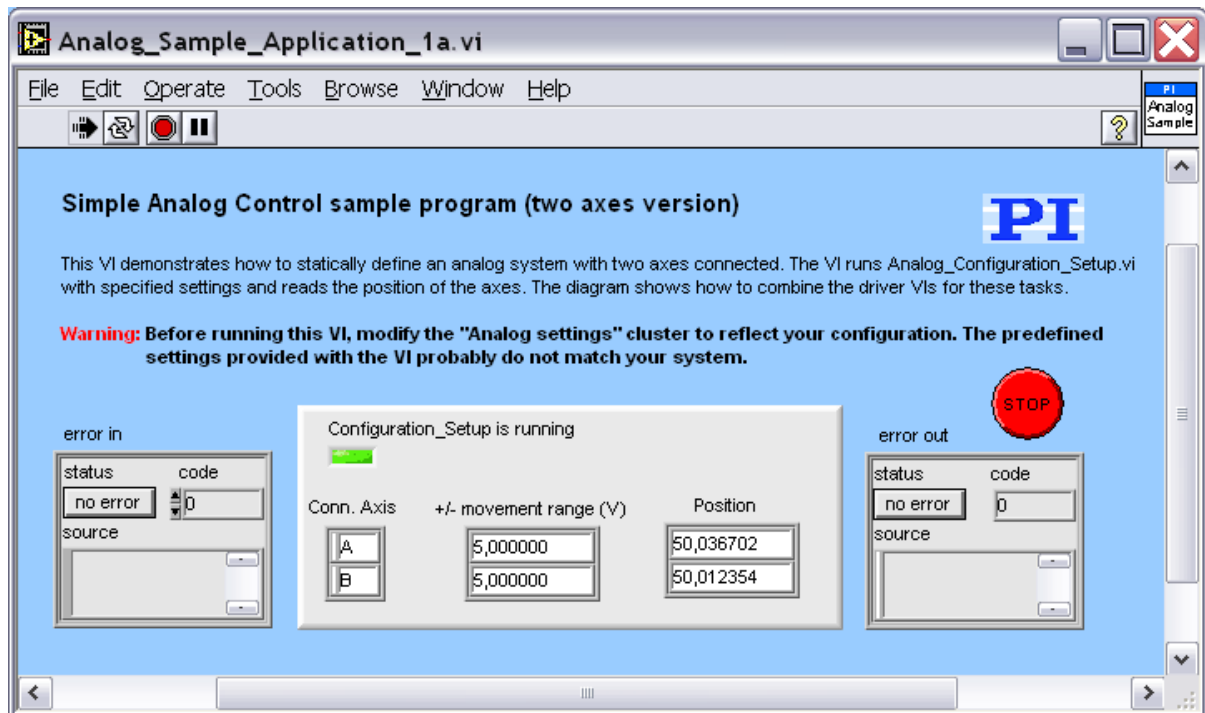 Analog_Sample_Application_1a.vi
File Edit Operate Tools Browse Window Help
PI
Analog
Sample
Simple Analog Control sample program (two axes version)
PI
This VI demonstrates how to statically define an analog system with two axes connected. The VI runs Analog_Configuration_Setup.vi
with specified settings and reads the position of the axes. The diagram shows how to combine the driver VIs for these tasks.
Warning: Before running this VI, modify the "Analog settings" cluster to reflect your configuration. The predefined
settings provided with the VI probably do not match your system.
STOP
error in
status code
no error 0
source
Configuration_Setup is running
Conn. Axis +/- movement range (V) Position
A 5,000000 50,036702
B 5,000000 50,012354
error out
status code
no error 0
source